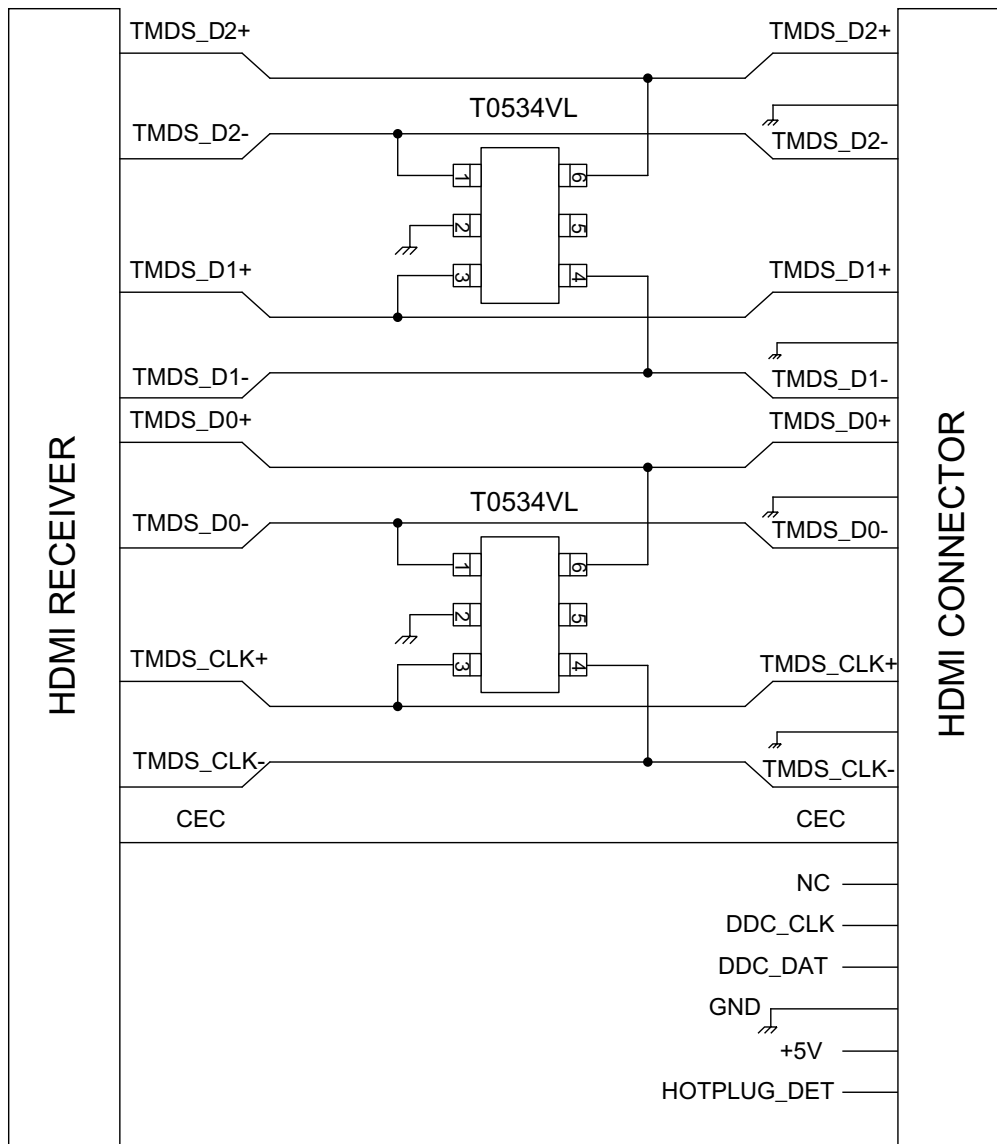 TMDS_D2+ TMDS_D2+
T0534VL
TMDS_D2- TMDS_D2-
1 6
2 5
3 4
TMDS_D1+ TMDS_D1+
TMDS_D1- TMDS_D1-
TMDS_D0+ TMDS_D0+
T0534VL
TMDS_D0- TMDS_D0-
1 6
2 5
3 4
TMDS_CLK+ TMDS_CLK+
TMDS_CLK- TMDS_CLK-
CEC CEC
NC
DDC_CLK
DDC_DAT
GND
+5V
HOTPLUG_DET
HDMI RECEIVER
HDMI CONNECTOR